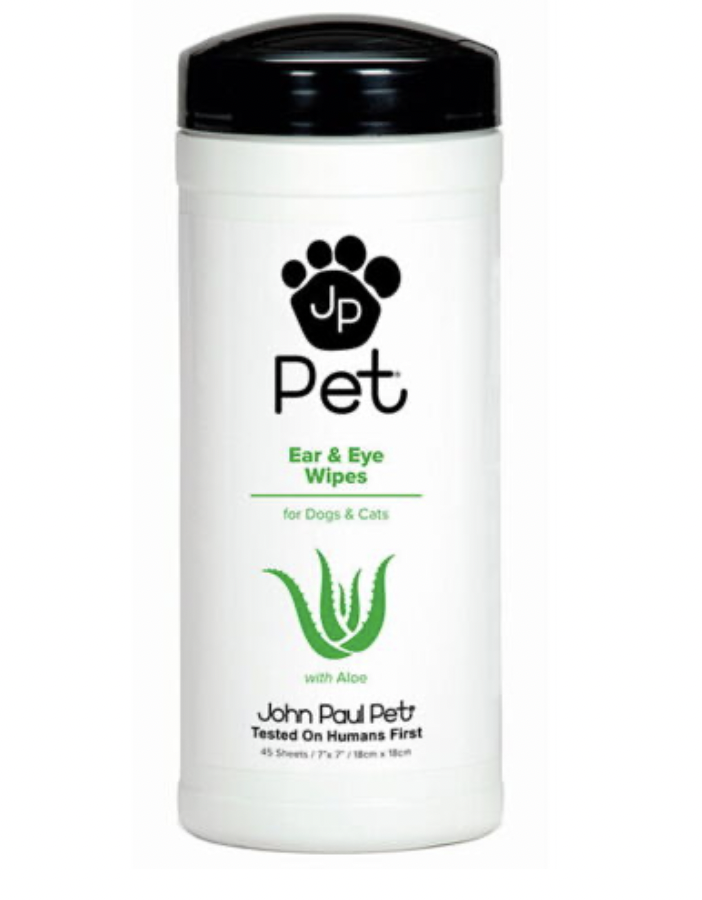 JP
Pet®
Ear & Eye
Wipes
for Dogs & Cats
with Aloe
John Paul Pet®
Tested On Humans First
45 Sheets / 7"x 7" / 18cm x 18cm